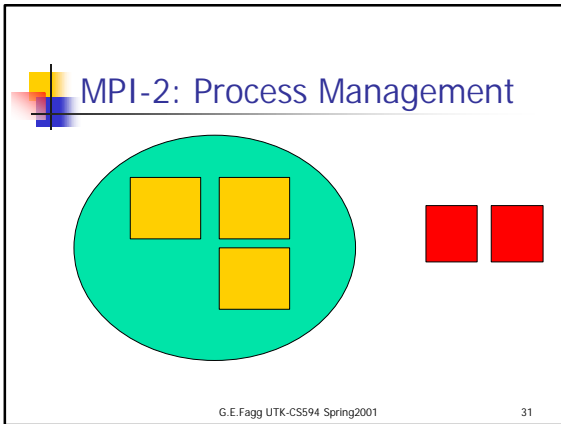 MPI-2: Process Management
G.E.Fagg UTK-CS594 Spring2001
31